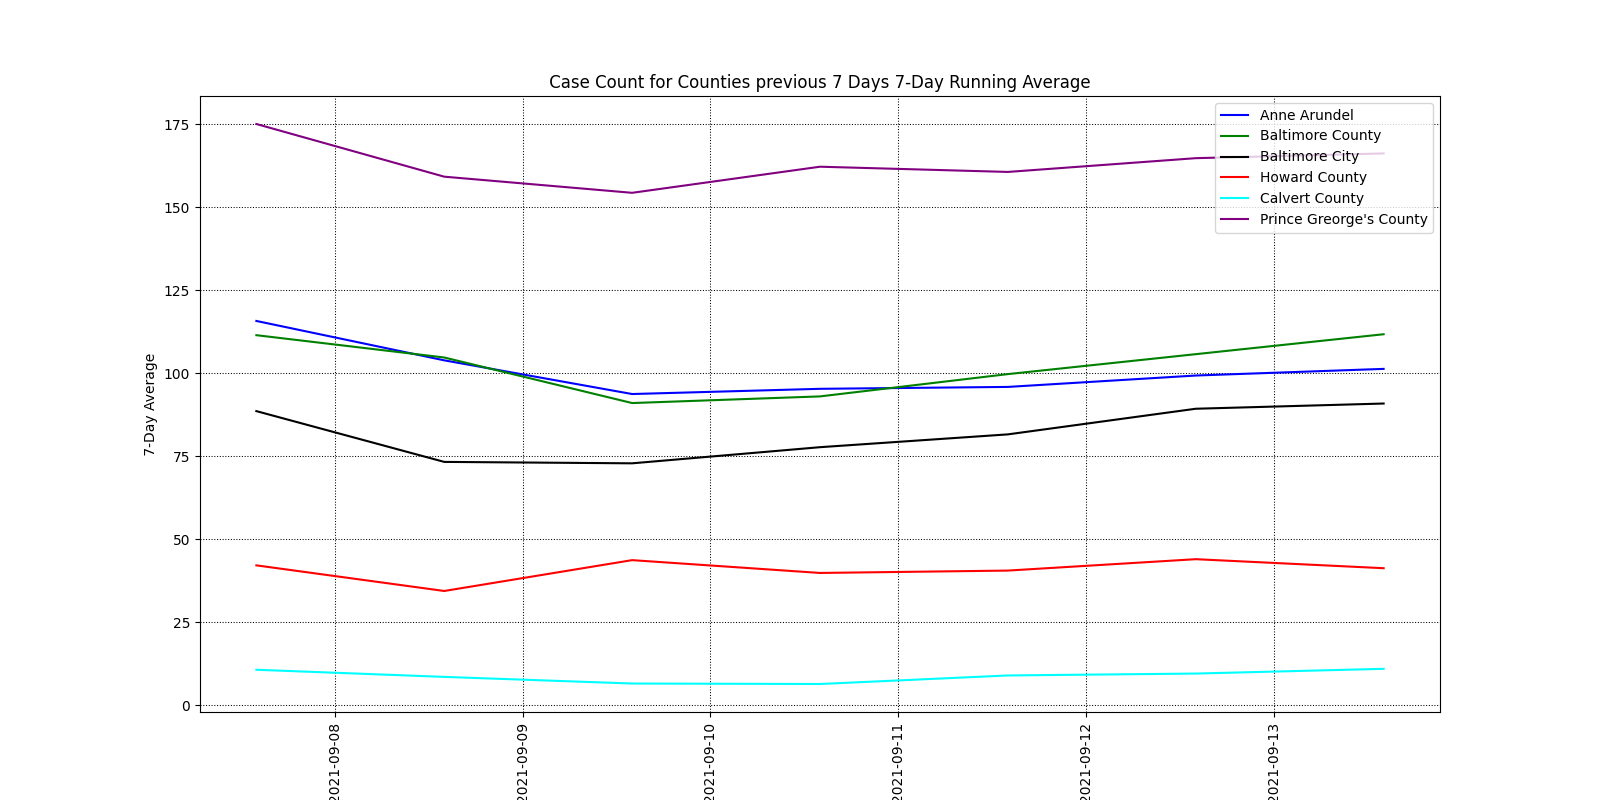 Case Count for Counties previous 7 Days 7-Day Running Average
Anne Arundel
Baltimore County
Baltimore City
Howard County
Calvert County
Prince Greorge's County
7-Day Average
175
150
125
100
75
50
25
0
2021-09-08
2021-09-09
2021-09-10
2021-09-11
2021-09-12
2021-09-13